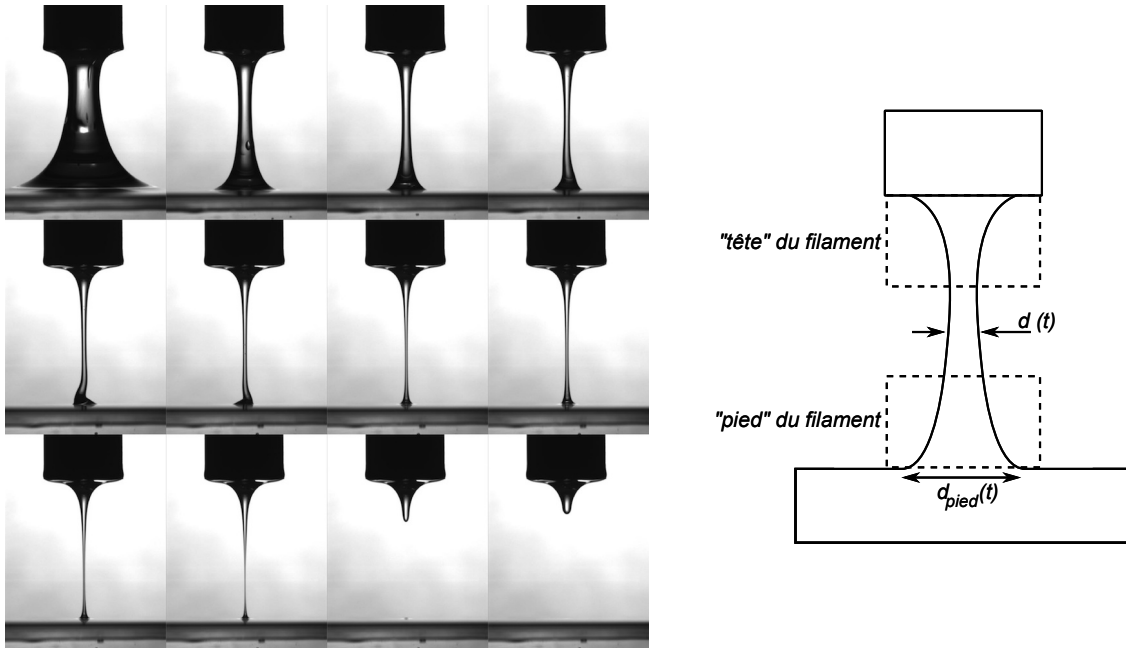 "tête" du filament
d (t)
"pied" du filament
dpied(t)